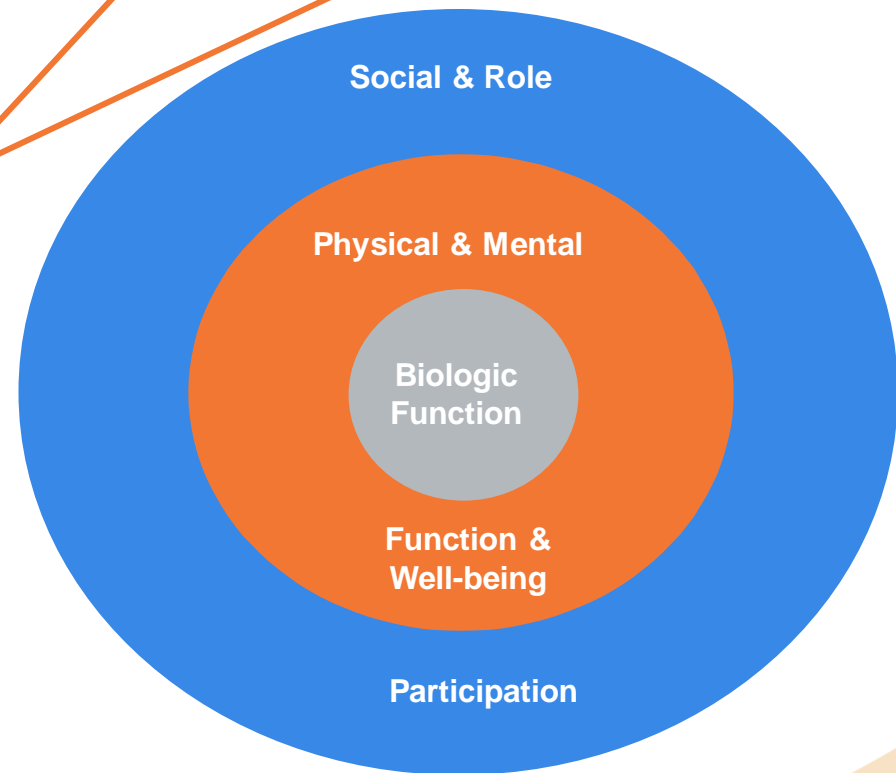 Social & Role
Physical & Mental
Biologic
Function
Function &
Well-being
Participation